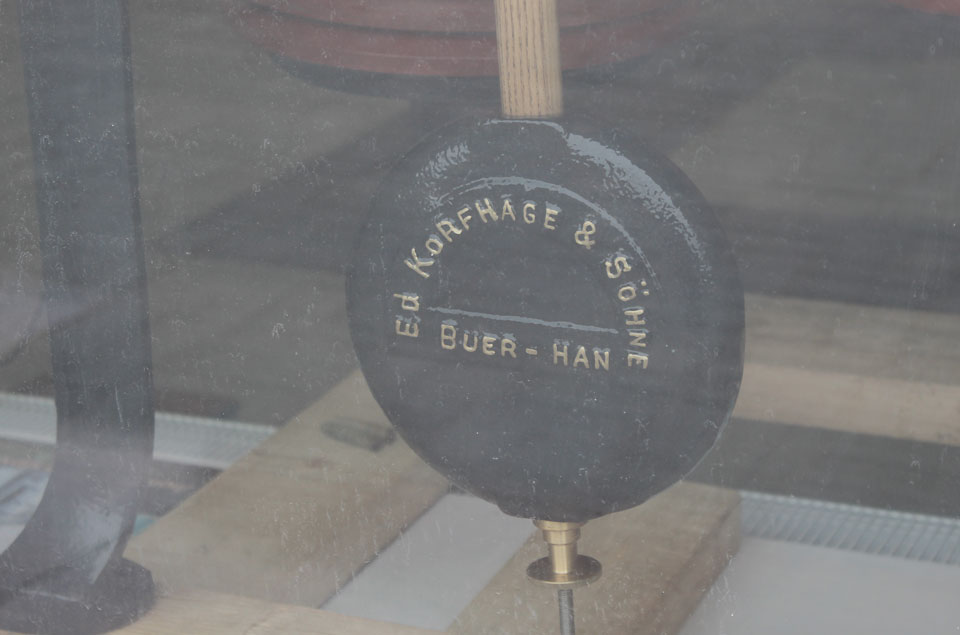 Ed KORFHAGE & SÖHNE
BUER-HAN